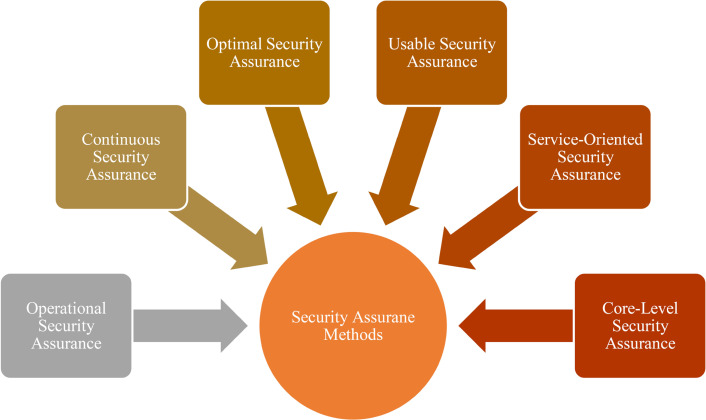 Optimal Security
Assurance
Usable Security
Assurance
Continuous
Security
Assurance
Service-Oriented
Security
Assurance
Operational
Security
Assurance
Security Assurane
Methods
Core-Level
Security
Assurance